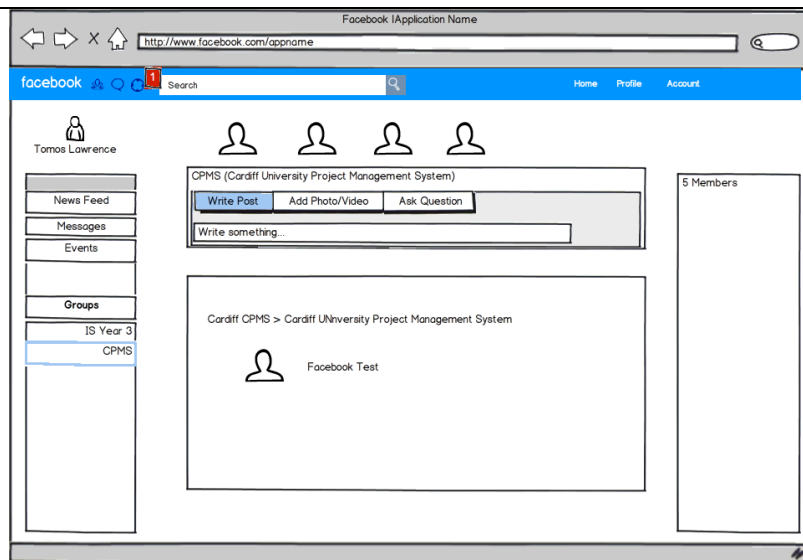 Facebook IApplication Name
http://www.facebook.com/appname
facebook 1 Search Home Profile Account
Tomos Lawrence
CPMS (Cardiff University Project Management System)
5 Members
Write Post Add Photo/Video Ask Question
News Feed
Write something...
Messages
Events
Groups
Cardiff CPMS > Cardiff UNnversity Project Management System
IS Year 3
CPMS
Facebook Test